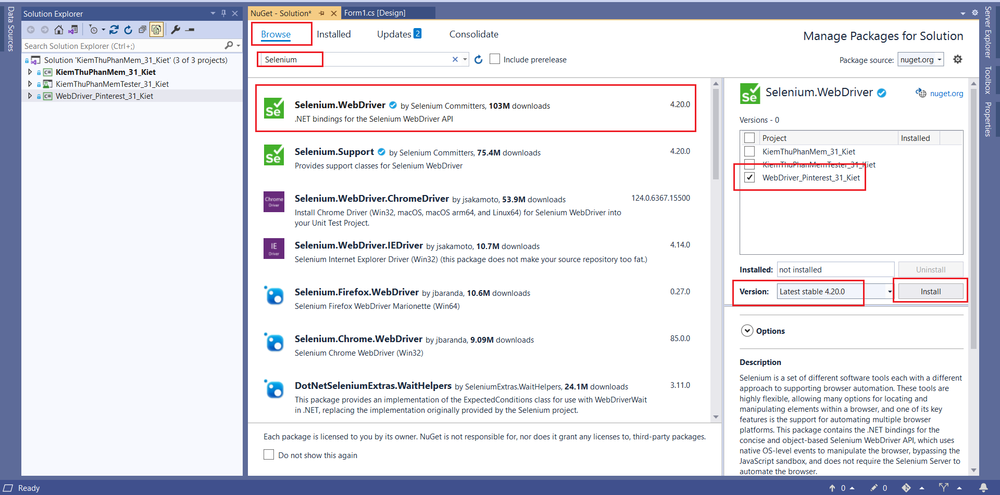 Data Sources
Solution Explorer
Search Solution Explorer (Ctrl+;)
Solution 'KiemThuPhanMem_31_Kiet' (3 of 3 projects)
C# KiemThuPhanMem_31_Kiet
KiemThuPhanMemTester_31_Kiet
C# WebDriver_Pinterest_31_Kiet
NuGet - Solution*
Form1.cs [Design]
Browse
Installed
Updates 2
Consolidate
Manage Packages for Solution
Selenium
Include prerelease
Package source: nuget.org
Se
Selenium.WebDriver by Selenium Committers, 103M downloads
4.20.0
.NET bindings for the Selenium WebDriver API
Se
Selenium.Support by Selenium Committers, 75.4M downloads
4.20.0
Provides support classes for Selenium WebDriver
Chrome
Driver
Selenium.WebDriver.ChromeDriver by jsakamoto, 53.9M downloads
124.0.6367.15500
Install Chrome Driver (Win32, macOS, macOS arm64, and Linux64) for Selenium WebDriver into
your Unit Test Project.
IE
Driver
Selenium.WebDriver.IEDriver by jsakamoto, 10.7M downloads
4.14.0
Selenium Internet Explorer Driver (Win32) (this package does not make your source repository too fat.)
Selenium.Firefox.WebDriver by jbaranda, 10.6M downloads
0.27.0
Selenium Firefox WebDriver Marionette (Win64)
Selenium.Chrome.WebDriver by jbaranda, 9.09M downloads
85.0.0
Selenium Chrome WebDriver (Win32)
DotNetSeleniumExtras.WaitHelpers by SeleniumExtras.WaitHelpers, 24.1M downloads
3.11.0
This package provides an implementation of the ExpectedConditions class for use with WebDriverWait
in .NET, replacing the implementation originally provided by the Selenium project.
Each package is licensed to you by its owner. NuGet is not responsible for, nor does it grant any licenses to, third-party packages.
Do not show this again
Se
Selenium.WebDriver
nuget.org
Versions - 0
Project
Installed
KiemThuPhanMem_31_Kiet
KiemThuPhanMemTester_31_Kiet
WebDriver_Pinterest_31_Kiet
Installed: not installed
Uninstall
Version: Latest stable 4.20.0
Install
Options
Description
Selenium is a set of different software tools each with a different
approach to supporting browser automation. These tools are
highly flexible, allowing many options for locating and
manipulating elements within a browser, and one of its key
features is the support for automating multiple browser
platforms. This package contains the .NET bindings for the
concise and object-based Selenium WebDriver API, which uses
native OS-level events to manipulate the browser, bypassing the
JavaScript sandbox, and does not require the Selenium Server to
automate the browser.
Server Explorer
Toolbox
Properties
Ready
0
0